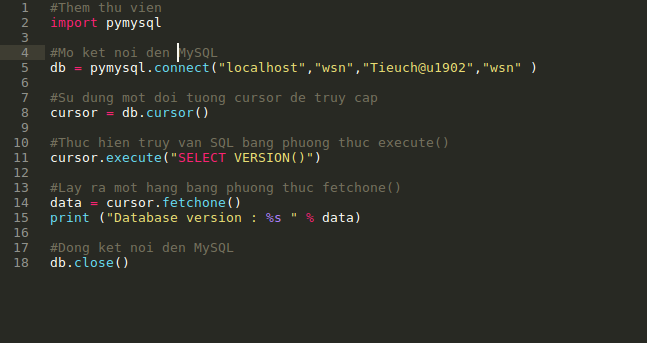 1 #Them thu vien
2 import pymysql
3
4 #Mo ket noi den MySQL
5 db = pymysql.connect("localhost","wsn","Tieuch@u1902","wsn" )
6
7 #Su dung mot doi tuong cursor de truy cap
8 cursor = db.cursor()
9
10 #Thuc hien truy van SQL bang phuong thuc execute()
11 cursor.execute("SELECT VERSION()")
12
13 #Lay ra mot hang bang phuong thuc fetchone()
14 data = cursor.fetchone()
15 print ("Database version : %s " % data)
16
17 #Dong ket noi den MySQL
18 db.close()